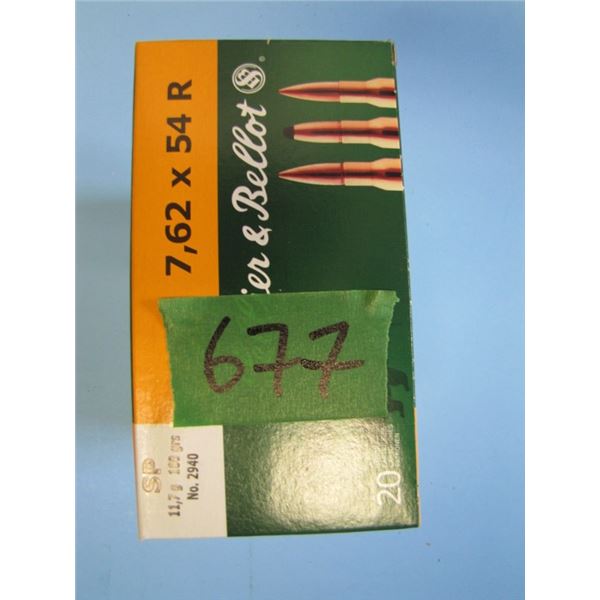 7,62 x 54 R
ier & Bellot
677
SP
11,7 g 180 grs
No. 2940
20